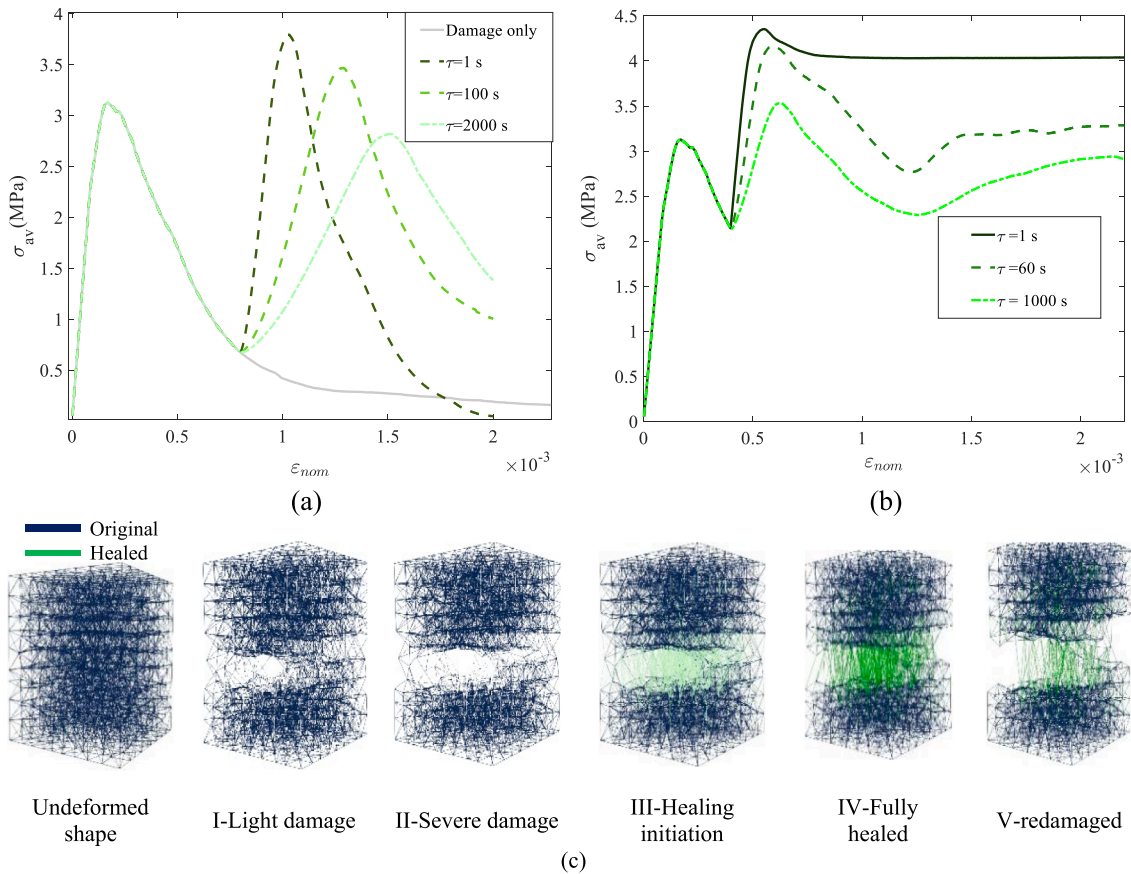 4
3.5
3
2.5
2
1.5
1
0.5
0
0.5
1
1.5
2
×10⁻³
σav (MPa)
εnom
Damage only
τ=1 s
τ=100 s
τ=2000 s
(a)
4.5
4
3.5
3
2.5
2
1.5
1
0.5
0
0
0.5
1
1.5
2
×10⁻³
σav (MPa)
εnom
τ=1 s
τ =60 s
τ = 1000 s
(b)
Original
Healed
Undeformed
shape
I-Light damage
II-Severe damage
III-Healing
initiation
IV-Fully
healed
V-redamaged
(c)